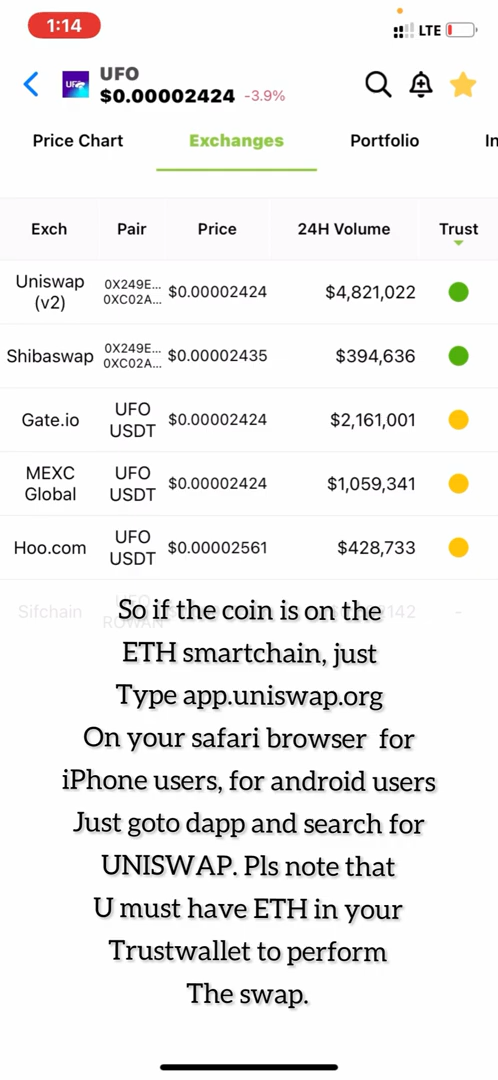 1:14
LTE
UFO
UFO
$0.00002424 -3.9%
Price Chart Exchanges Portfolio In
Exch Pair Price 24H Volume Trust
Uniswap (v2) 0X249E... 0XC02A... $0.00002424 $4,821,022
Shibaswap 0X249E... 0XC02A... $0.00002435 $394,636
Gate.io UFO USDT $0.00002424 $2,161,001
MEXC Global UFO USDT $0.00002424 $1,059,341
Hoo.com UFO USDT $0.00002561 $428,733
Sifchain UFO ROWAN -
So if the coin is on the
ETH smartchain, just
Type app.uniswap.org
On your safari browser for
iPhone users, for android users
Just goto dapp and search for
UNISWAP. Pls note that
U must have ETH in your
Trustwallet to perform
The swap.